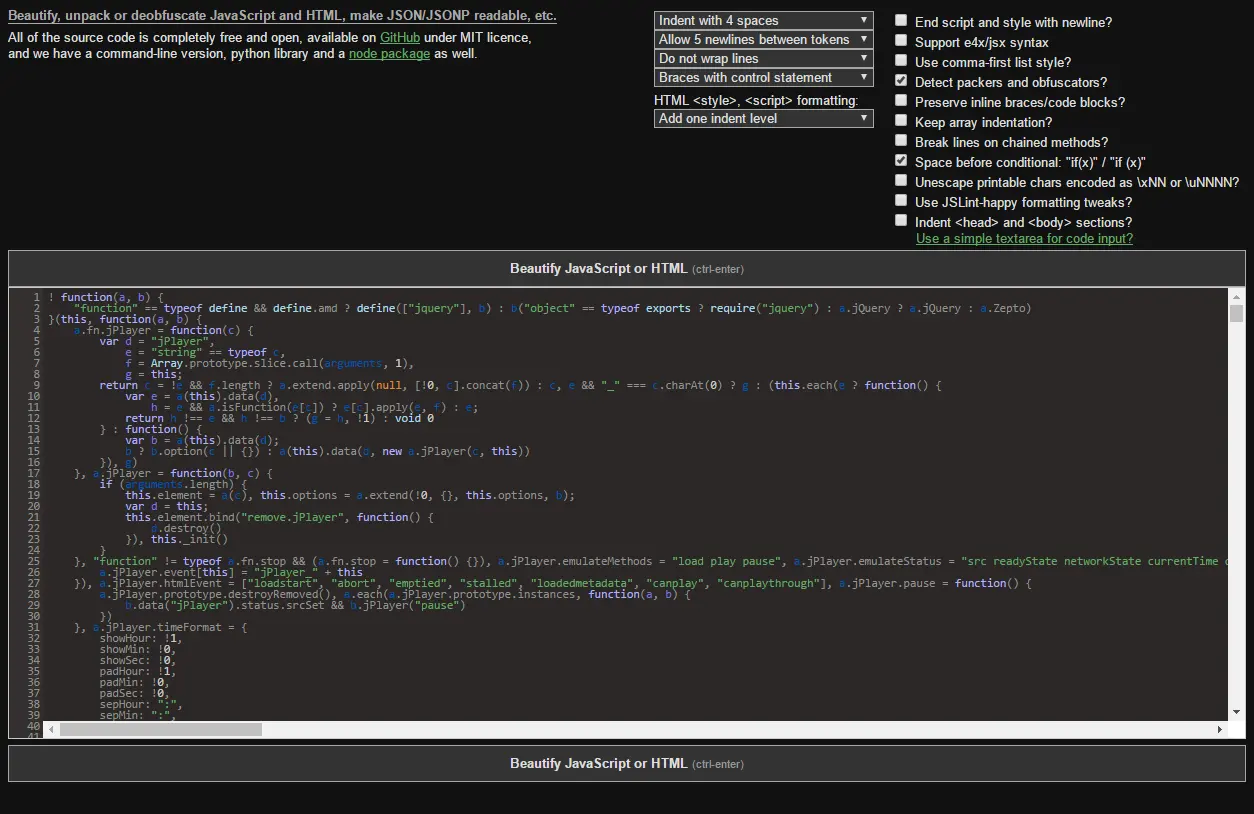 Beautify, unpack or deobfuscate JavaScript and HTML, make JSON/JSONP readable, etc.
All of the source code is completely free and open, available on GitHub under MIT licence,
and we have a command-line version, python library and a node package as well.
Indent with 4 spaces
Allow 5 newlines between tokens
Do not wrap lines
Braces with control statement
HTML <style>, <script> formatting:
Add one indent level
End script and style with newline?
Support e4x/jsx syntax
Use comma-first list style?
Detect packers and obfuscators?
Preserve inline braces/code blocks?
Keep array indentation?
Break lines on chained methods?
Space before conditional: "if(x)" / "if (x)"
Unescape printable chars encoded as \xNN or \uNNNN?
Use JSLint-happy formatting tweaks?
Indent <head> and <body> sections?
Use a simple textarea for code input?
Beautify JavaScript or HTML (ctrl-enter)
1 ! function(a, b) {
2     "function" == typeof define && define.amd ? define(["jquery"], b) : b("object" == typeof exports ? require("jquery") : a.jQuery ? a.jQuery : a.Zepto)
3 }(this, function(a, b) {
4     a.fn.jPlayer = function(c) {
5         var d = "jPlayer",
6             e = "string" == typeof c,
7             f = Array.prototype.slice.call(arguments, 1),
8             g = this;
9         return c = !e && f.length ? a.extend.apply(null, [!0, c].concat(f)) : c, e && "_" === c.charAt(0) ? g : (this.each(e ? function() {
10             var e = a(this).data(d),
11                 h = e && a.isFunction(e[c]) ? e[c].apply(e, f) : e;
12             return h !== e && h !== b ? (g = h, !1) : void 0
13         } : function() {
14             var b = a(this).data(d);
15             b ? b.option(c || {}) : a(this).data(d, new a.jPlayer(c, this))
16         }), g)
17     }, a.jPlayer = function(b, c) {
18         if (arguments.length) {
19             this.element = a(c), this.options = a.extend(!0, {}, this.options, b);
20             var d = this;
21             this.element.bind("remove.jPlayer", function() {
22                 d.destroy()
23             }), this._init()
24         }
25     }, "function" != typeof a.fn.stop && (a.fn.stop = function() {}), a.jPlayer.emulateMethods = "load play pause", a.jPlayer.emulateStatus = "src readyState networkState currentTime
26         a.jPlayer.event[this] = "jPlayer_" + this
27     }), a.jPlayer.htmlEvent = ["loadstart", "abort", "emptied", "stalled", "loadedmetadata", "canplay", "canplaythrough"], a.jPlayer.pause = function() {
28         a.jPlayer.prototype.destroyRemoved(), a.each(a.jPlayer.prototype.instances, function(a, b) {
29             b.data("jPlayer").status.srcSet && b.jPlayer("pause")
30         })
31     }, a.jPlayer.timeFormat = {
32         showHour: !1,
33         showMin: !0,
34         showSec: !0,
35         padHour: !1,
36         padMin: !0,
37         padSec: !0,
38         sepHour: ":",
39         sepMin: ":",
40
41
Beautify JavaScript or HTML (ctrl-enter)